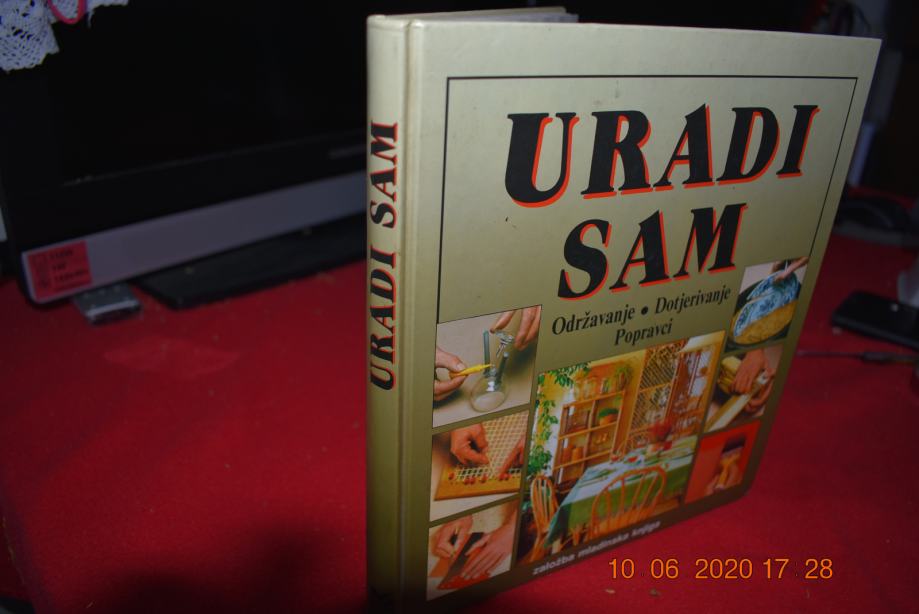 URADI SAM
URADI
SAM
Održavanje • Dotjerivanje
Popravci
založba mladinska knjiga
10 06 2020 17 28